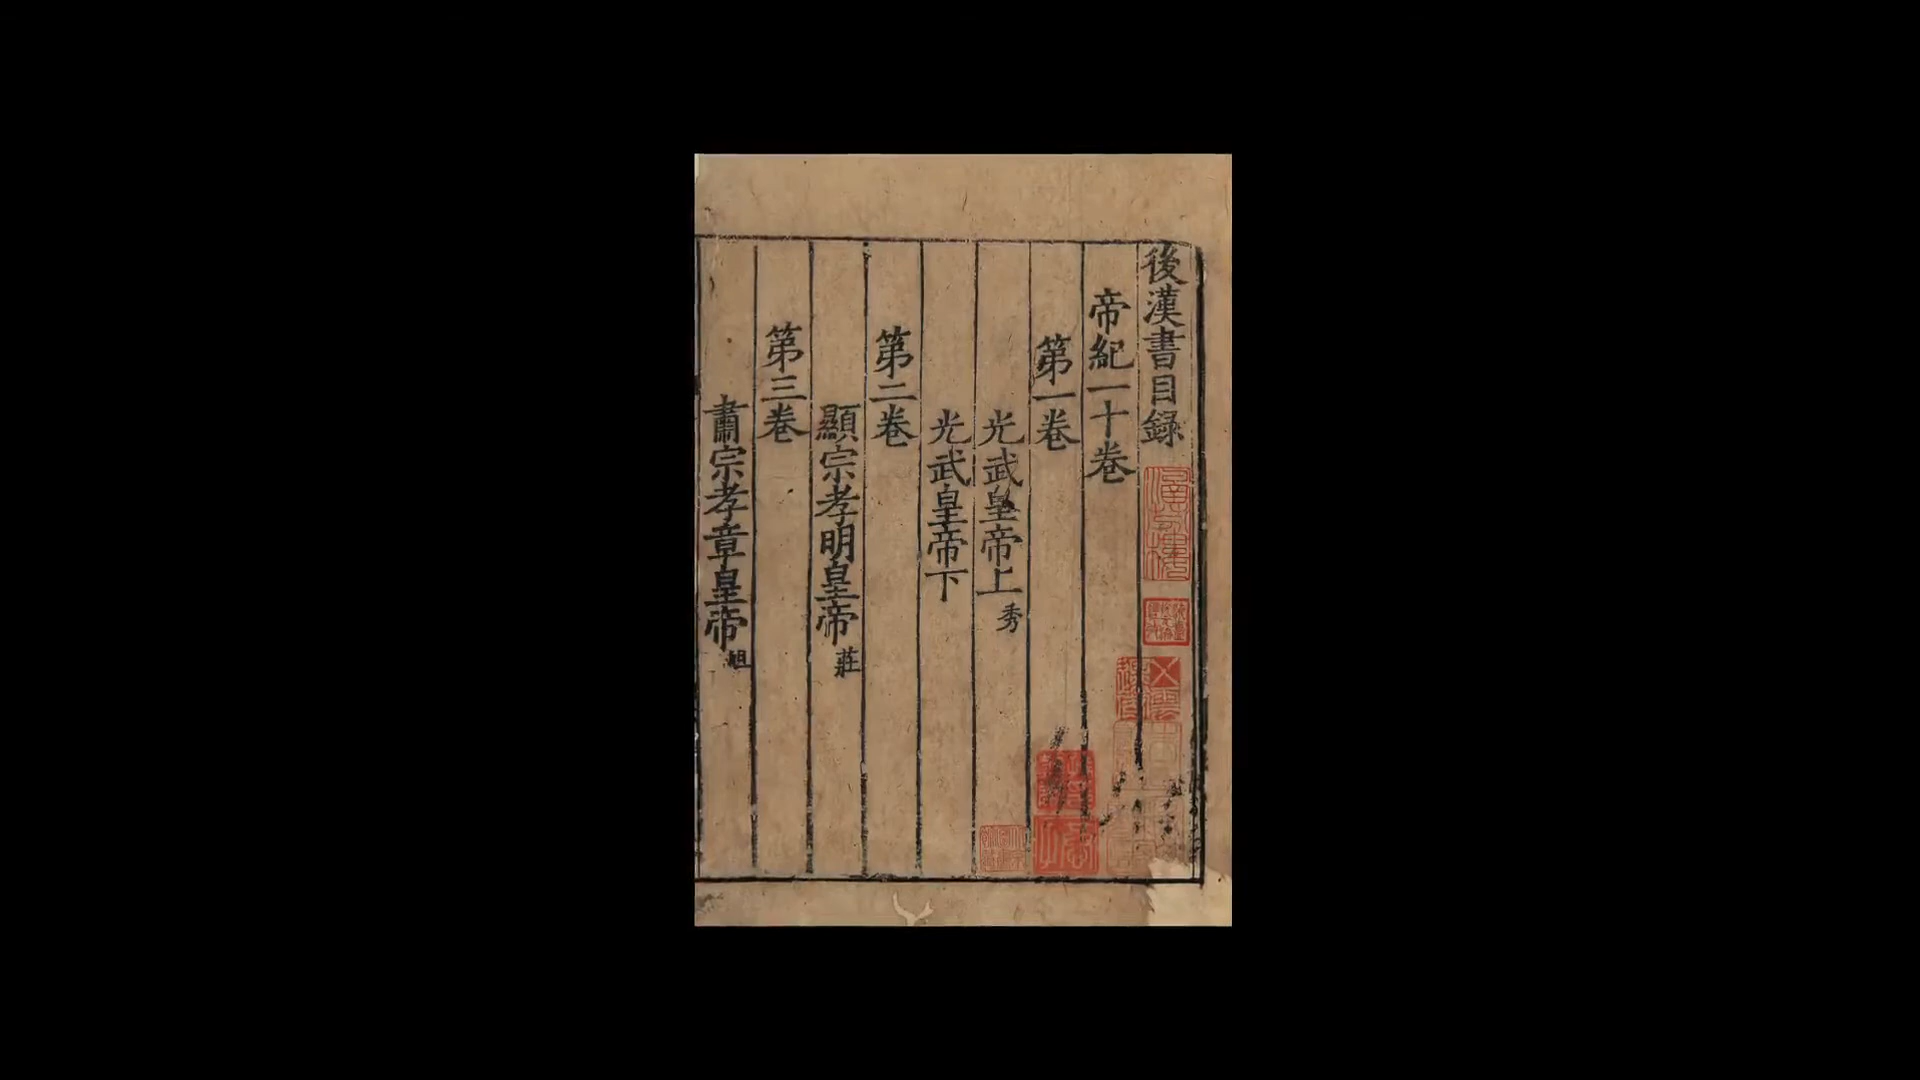 後漢書目録
帝紀一十卷
第一卷
光武皇帝上 秀
光武皇帝下
第二卷
顯宗孝明皇帝 莊
第三卷
肅宗孝章皇帝